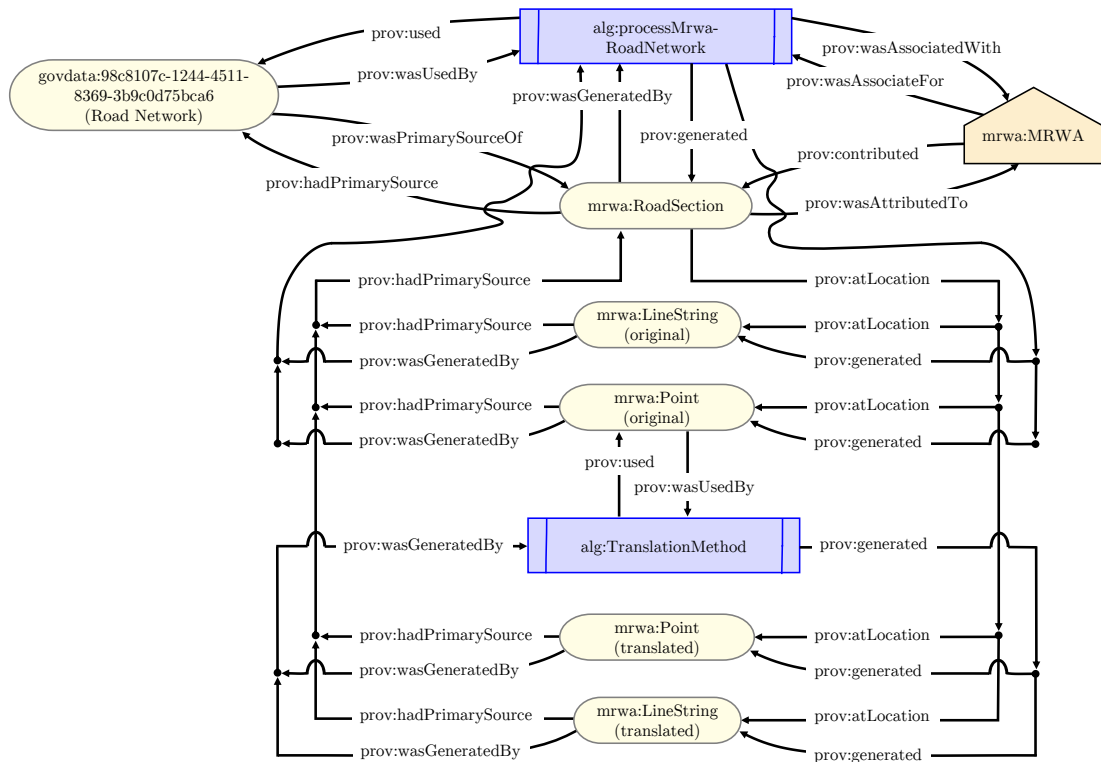 alg:processMrwa-
RoadNetwork
prov:used
prov:wasAssociatedWith
govdata:98c8107c-1244-4511-
8369-3b9c0d75bca6
(Road Network)
prov:wasUsedBy
prov:wasAssociateFor
prov:wasGeneratedBy
prov:generated
mrwa:MRWA
prov:wasPrimarySourceOf
prov:contributed
prov:hadPrimarySource
mrwa:RoadSection
prov:wasAttributedTo
prov:hadPrimarySource
prov:atLocation
mrwa:LineString
(original)
prov:hadPrimarySource
prov:atLocation
prov:wasGeneratedBy
prov:generated
mrwa:Point
(original)
prov:hadPrimarySource
prov:atLocation
prov:wasGeneratedBy
prov:generated
prov:used
prov:wasUsedBy
prov:wasGeneratedBy
alg:TranslationMethod
prov:generated
mrwa:Point
(translated)
prov:hadPrimarySource
prov:atLocation
prov:wasGeneratedBy
prov:generated
mrwa:LineString
(translated)
prov:hadPrimarySource
prov:atLocation
prov:wasGeneratedBy
prov:generated